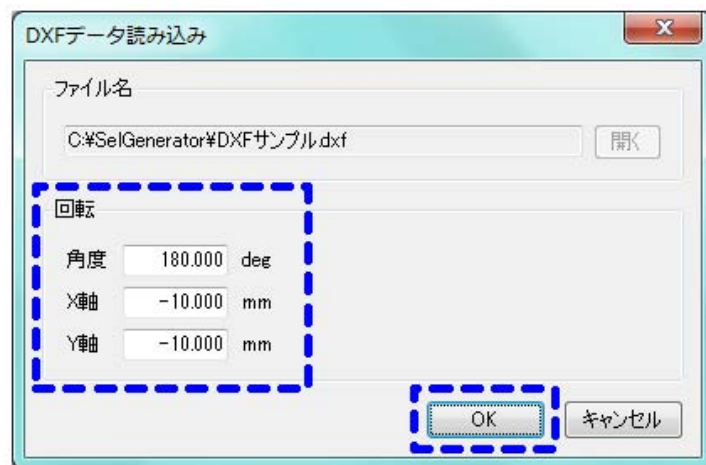 DXFデータ読み込み
ファイル名
C:¥SelGenerator¥DXFサンプル.dxf
開く
回転
角度 180.000 deg
X軸 -10.000 mm
Y軸 -10.000 mm
OK キャンセル